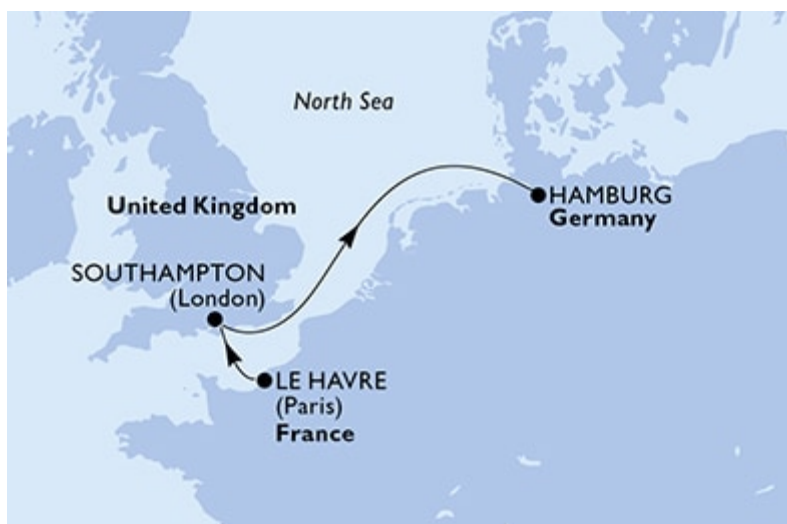 North Sea
HAMBURG
Germany
United Kingdom
SOUTHAMPTON
(London)
LE HAVRE
(Paris)
France